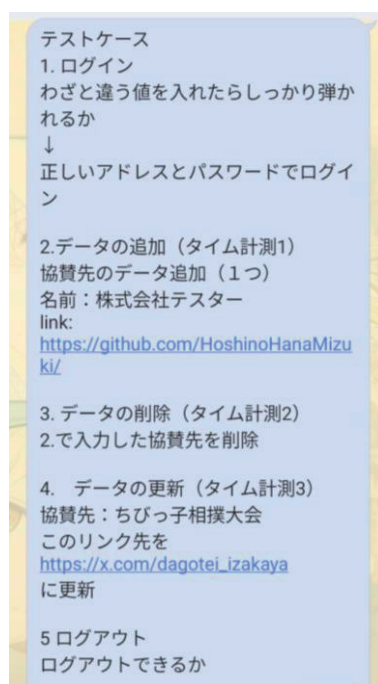 テストケース
1. ログイン
わざと違う値を入れたらしっかり弾か
れるか
↓
正しいアドレスとパスワードでログイ
ン
2.データの追加（タイム計測1）
協賛先のデータ追加（１つ）
名前：株式会社テスター
link:
https://github.com/HoshinoHanaMizu
ki/
3. データの削除（タイム計測2）
2.で入力した協賛先を削除
4.　データの更新（タイム計測3）
協賛先：ちびっ子相撲大会
このリンク先を
https://x.com/dagotei_izakaya
に更新
5 ログアウト
ログアウトできるか